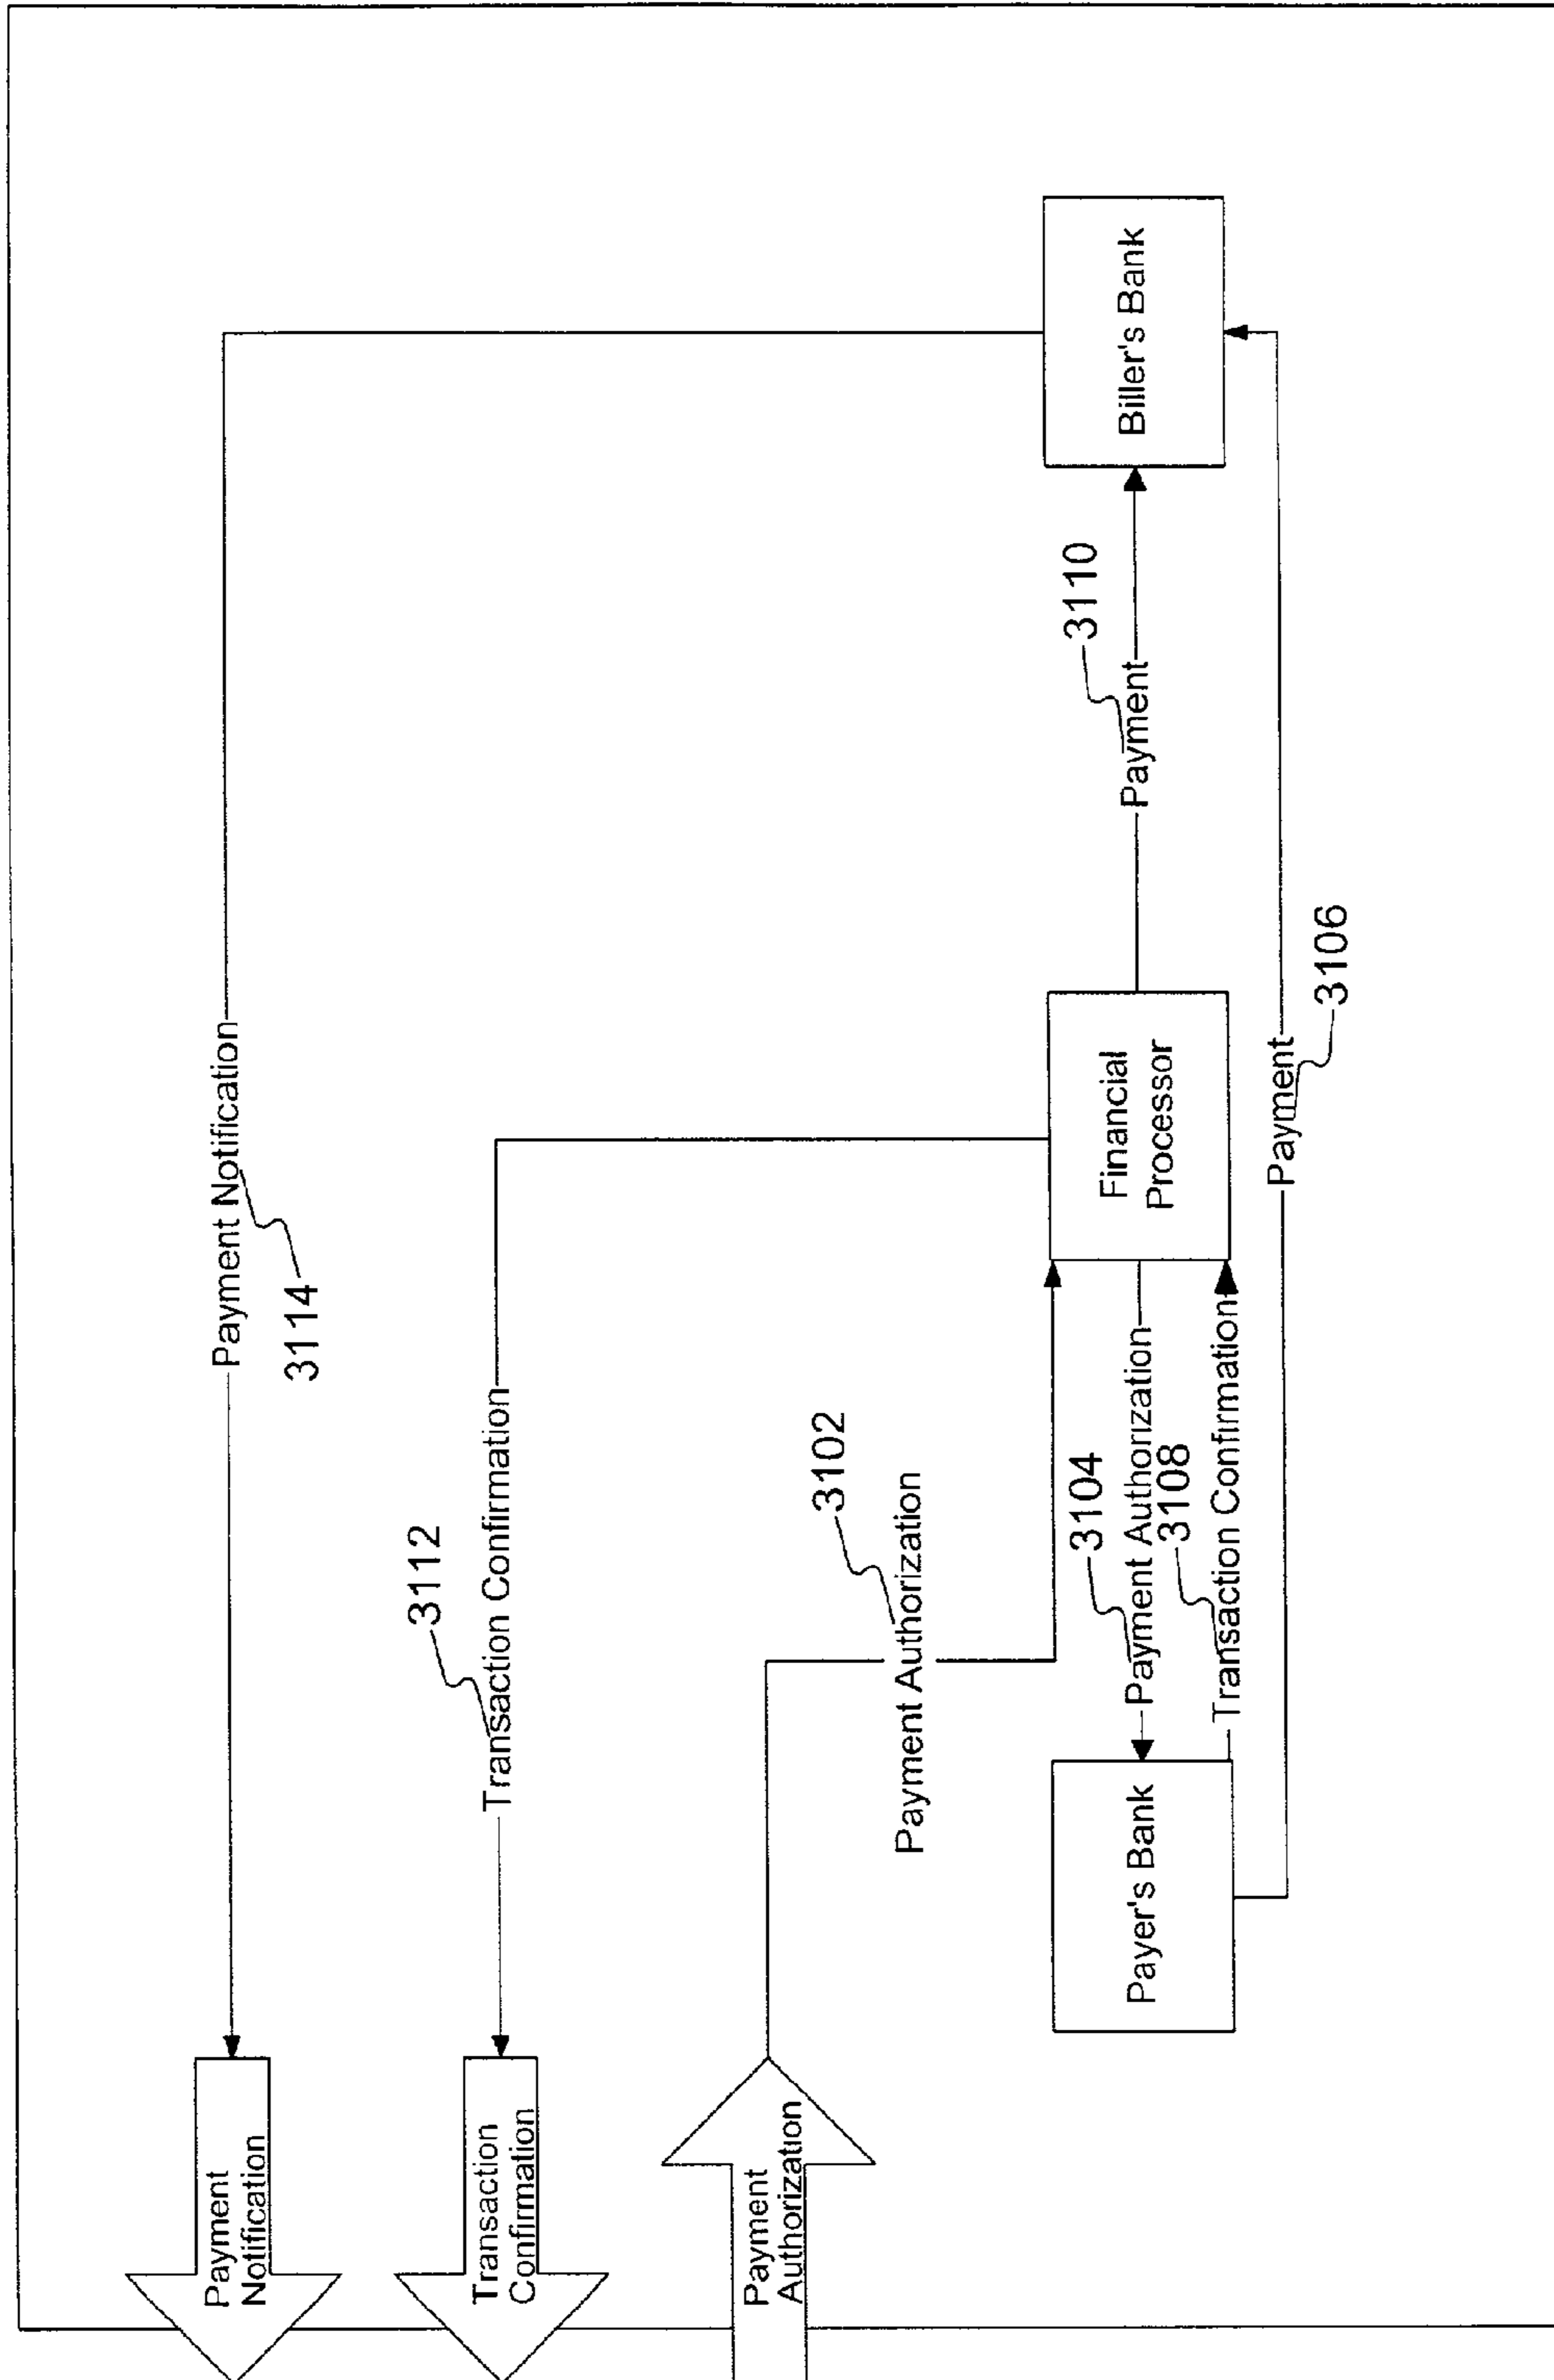 Payment
Notification
Payment Notification
3114
Transaction
Confirmation
3112
Transaction Confirmation
Payment
Authorization
3102
Payment Authorization
3104
Payment Authorization
3108
Transaction Confirmation
Payer's Bank
Financial
Processor
3110
Payment
Biller's Bank
Payment
3106